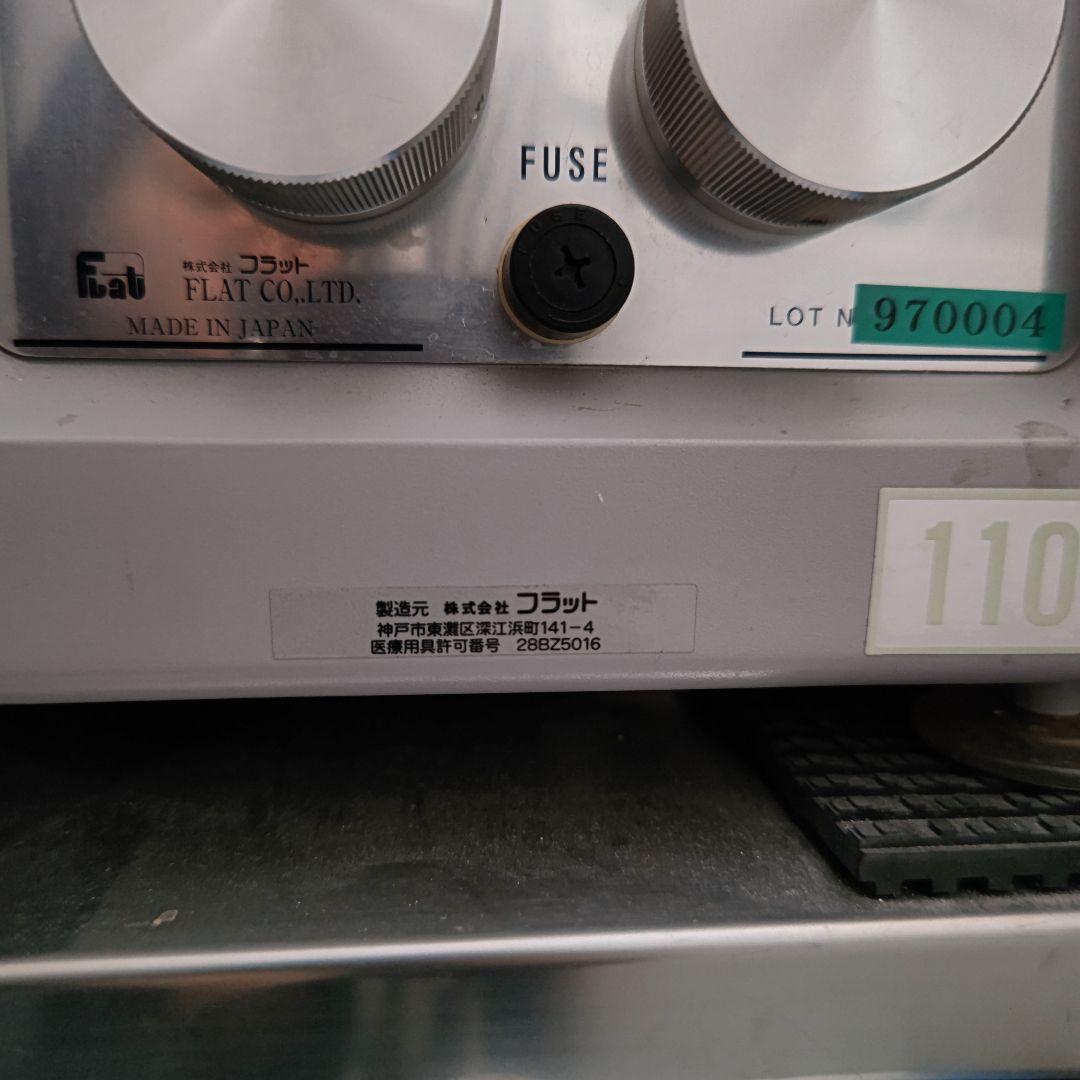 FUSE
FUSE
Flat
株式会社 フラット
FLAT CO,.LTD.
MADE IN JAPAN
LOT N 970004
110
製造元 株式会社 フラット
神戸市東灘区深江浜町141-4
医療用具許可番号 28BZ5016